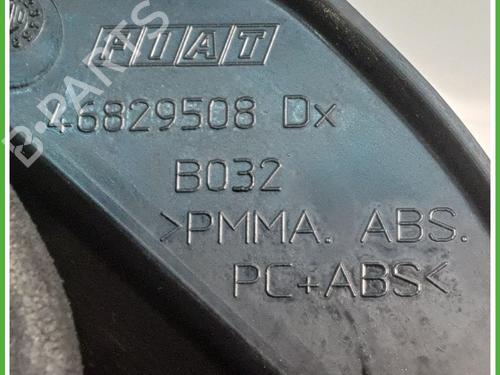 FIAT
46829508 Dx
B032
>PMMA. ABS.
PC+ABS<
B-PARTS